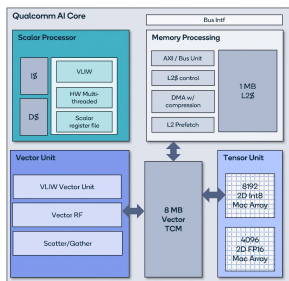 Qualcomm AI Core
Bus Intf
Scalar Processor
I$
D$
VLIW
HW Multi-
threaded
Scalar
register file
Memory Processing
AXI / Bus Unit
L2$ control
DMA w/
compression
L2 Prefetch
1 MB
L2$
Vector Unit
VLIW Vector Unit
Vector RF
Scatter/Gather
8 MB
Vector
TCM
Tensor Unit
8192
2D Int8
Mac Array
4096
2D FP16
Mac Array